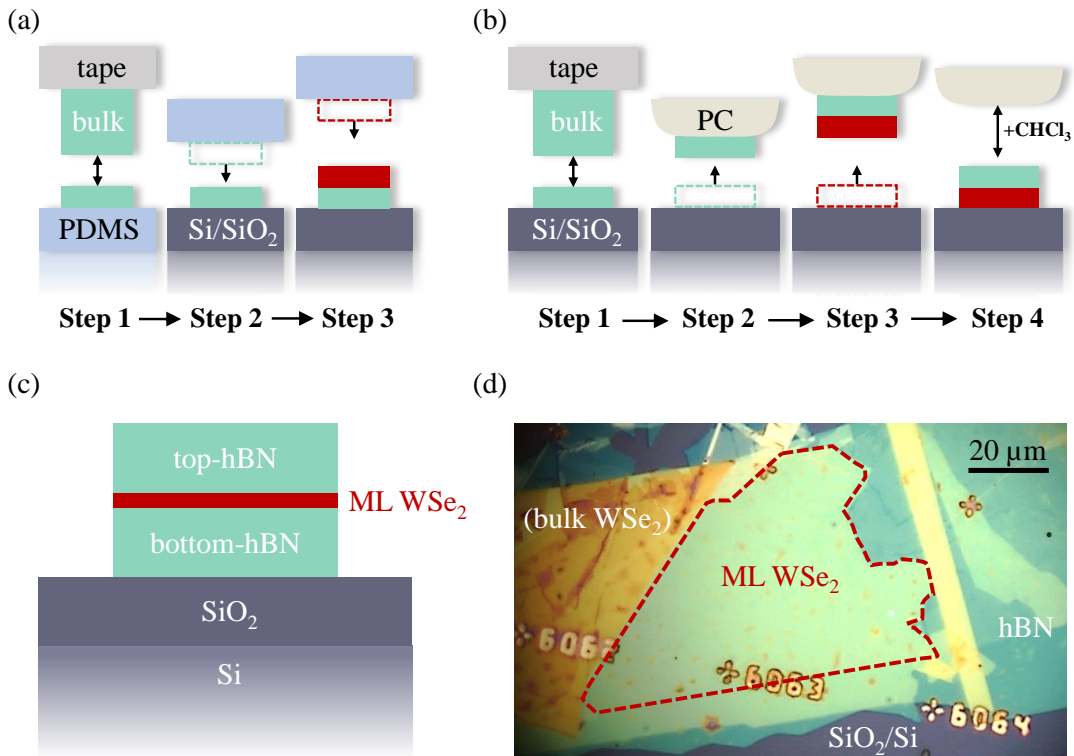 (a)
tape
bulk
PDMS
Si/SiO₂
Step 1 → Step 2 → Step 3
(b)
tape
bulk
PC
+CHCl₃
Si/SiO₂
Step 1 → Step 2 → Step 3 → Step 4
(c)
top-hBN
ML WSe₂
bottom-hBN
SiO₂
Si
(d)
20 µm
(bulk WSe₂)
ML WSe₂
hBN
6063
6064
SiO₂/Si